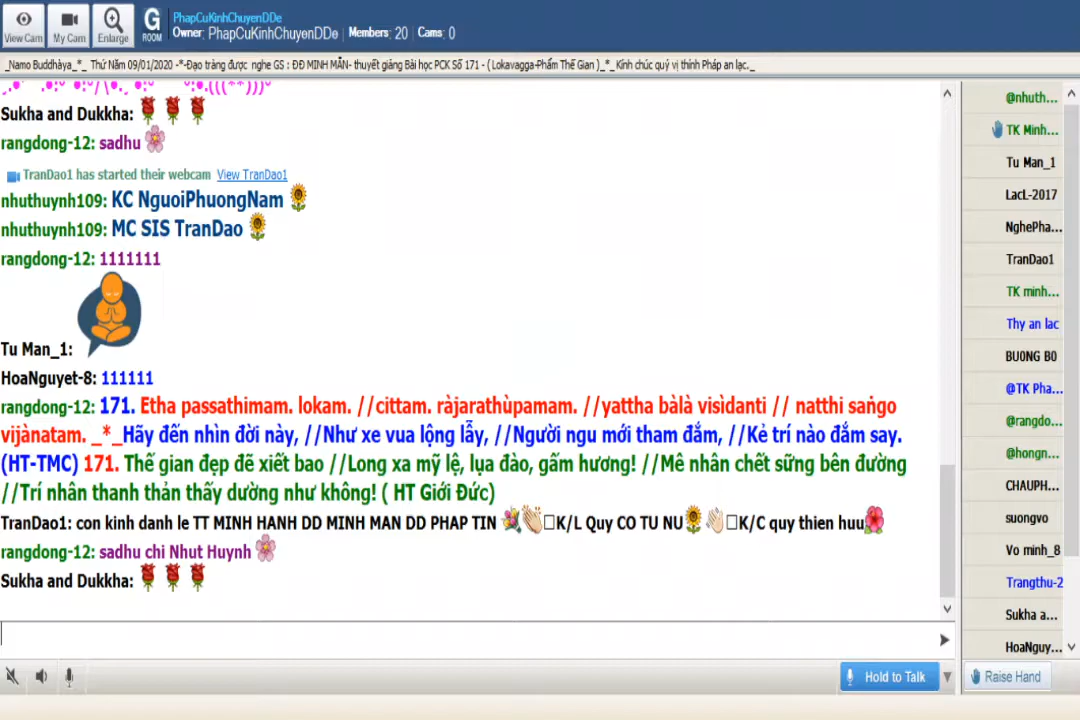 View Cam
My Cam
Enlarge
G
ROOM
PhapCuKinhChuyenDDe
Owner: PhapCuKinhChuyenDDe | Members: 20 | Cams: 0
_Namo Buddhàya_*_ Thứ Năm 09/01/2020 -*-Đạo tràng được nghe GS : ĐĐ MINH MẪN- thuyết giảng Bài học PCK Số 171 - ( Lokavagga-Phẩm Thế Gian )_*_Kính chúc quý vị thính Pháp an lạc._
Sukha and Dukkha:
rangdong-12: sadhu
TranDao1 has started their webcam View TranDao1
nhuthuynh109: KC NguoiPhuongNam
nhuthuynh109: MC SIS TranDao
rangdong-12: 1111111
Tu Man_1:
HoaNguyet-8: 111111
rangdong-12: 171. Etha passathimam. lokam. //cittam. ràjarathùpamam. //yattha bàlà visìdanti // natthi saṅgo
vijànatam. _*_Hãy đến nhìn đời này, //Như xe vua lộng lẫy, //Người ngu mới tham đắm, //Kẻ trí nào đắm say.
(HT-TMC) 171. Thế gian đẹp đẽ xiết bao //Long xa mỹ lệ, lụa đào, gấm hương! //Mê nhân chết sững bên đường
//Trí nhân thanh thản thấy dường như không! ( HT Giới Đức)
TranDao1: con kinh danh le TT MINH HANH DD MINH MAN DD PHAP TIN K/L Quy CO TU NU K/C quy thien huu
rangdong-12: sadhu chi Nhut Huynh
Sukha and Dukkha:
Hold to Talk
@nhuth...
TK Minh...
Tu Man_1
LacL-2017
NghePha...
TranDao1
TK minh...
Thy an lac
BUONG BO
@TK Pha...
@rangdo...
@hongn...
CHAUPH...
suongvo
Vo minh_8
Trangthu-2
Sukha a...
HoaNguy...
Raise Hand